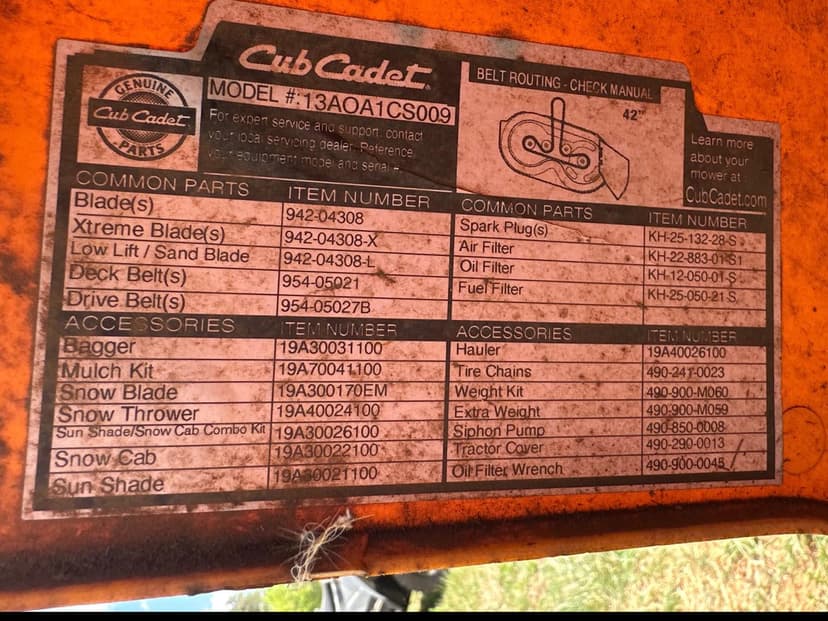 Cub Cadet.
GENUINE
Cub Cadet
PARTS
MODEL #:13AOA1CS009
For expert service and support, contact
your local servicing dealer. Reference
your equipment model and serial #
BELT ROUTING - CHECK MANUAL
42"
Learn more
about your
mower at
CubCadet.com
COMMON PARTS ITEM NUMBER
Blade(s) 942-04308
Xtreme Blade(s) 942-04308-X
Low Lift / Sand Blade 942-04308-L
Deck Belt(s) 954-05021
Drive Belt(s) 954-05027B
COMMON PARTS ITEM NUMBER
Spark Plug(s) KH-25-132-28-S
Air Filter KH-22-883-01-S1
Oil Filter KH-12-050-01-S
Fuel Filter KH-25-050-21-S
ACCESSORIES ITEM NUMBER
Bagger 19A30031100
Mulch Kit 19A70041100
Snow Blade 19A300170EM
Snow Thrower 19A40024100
Sun Shade/Snow Cab Combo Kit 19A30026100
Snow Cab 19A30022100
Sun Shade 19A30021100
ACCESSORIES ITEM NUMBER
Hauler 19A40026100
Tire Chains 490-241-0023
Weight Kit 490-900-M060
Extra Weight 490-900-M059
Siphon Pump 490-850-0008
Tractor Cover 490-290-0013
Oil Filter Wrench 490-900-0045